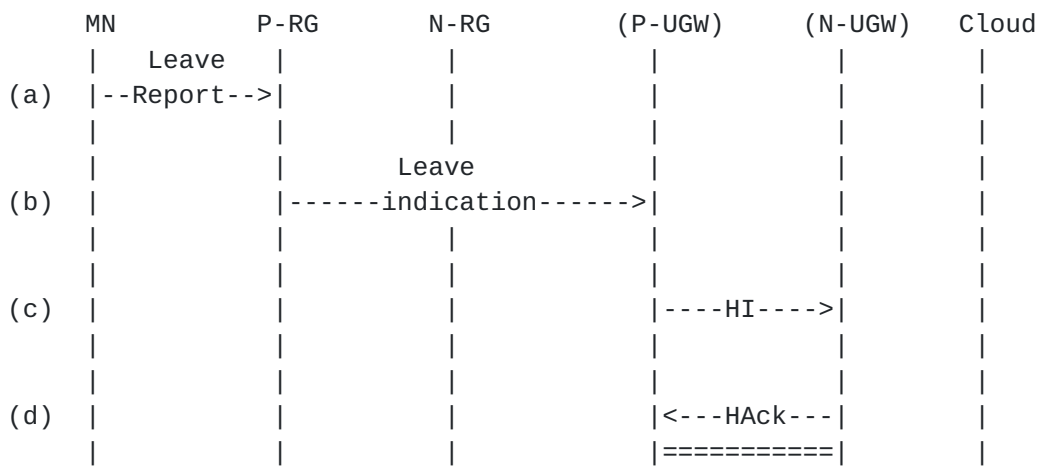 MN         P-RG       N-RG          (P-UGW)     (N-UGW)   Cloud
     |   Leave   |          |             |           |         |
(a)  |--Report-->|          |             |           |         |
     |           |          |             |           |         |
     |           |       Leave            |           |         |
(b)  |           |------indication------>|           |         |
     |           |          |             |           |         |
     |           |          |             |           |         |
(c)  |           |          |             |----HI---->|         |
     |           |          |             |           |         |
     |           |          |             |           |         |
(d)  |           |          |             |<---HAck---|         |
     |           |          |             |===========|         |